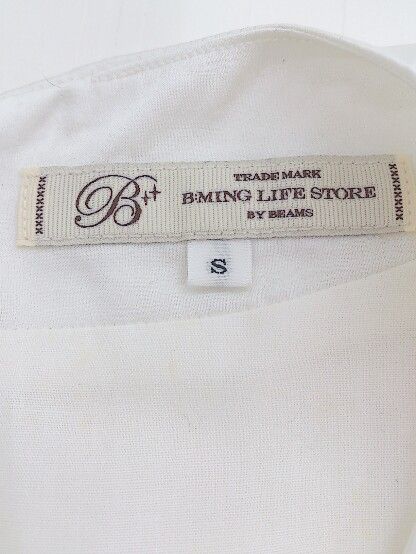 B
TRADE MARK
B:MING LIFE STORE
BY BEAMS
S